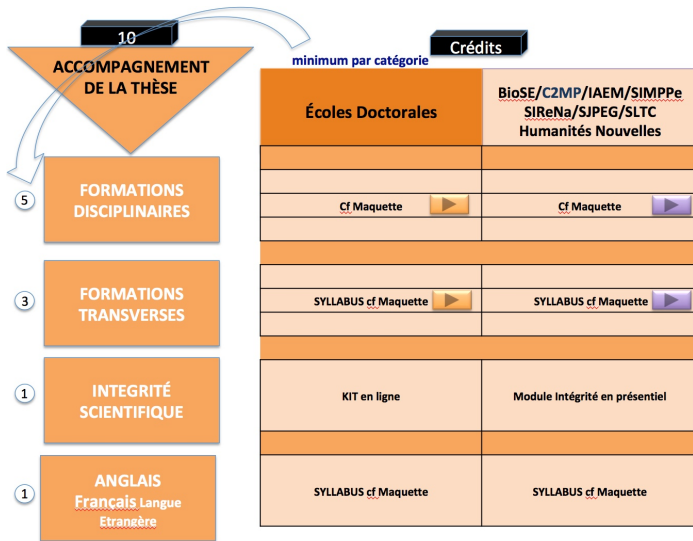 10
Crédits
minimum par catégorie
ACCOMPAGNEMENT
DE LA THÈSE
École​s Doctorales
BioSE/C2MP/IAEM/SIMPPe
SIReNa/SJPEG/SLTC
Humanités Nouvelles
5
FORMATIONS
DISCIPLINAIRES
Cf Maquette
Cf Maquette
3
FORMATIONS
TRANSVERSES
SYLLABUS cf Maquette
SYLLABUS cf Maquette
1
INTEGRITÉ
SCIENTIFIQUE
KIT en ligne
Module Intégrité en présentiel
1
ANGLAIS
Français Langue
Etrangère
SYLLABUS cf Maquette
SYLLABUS cf Maquette